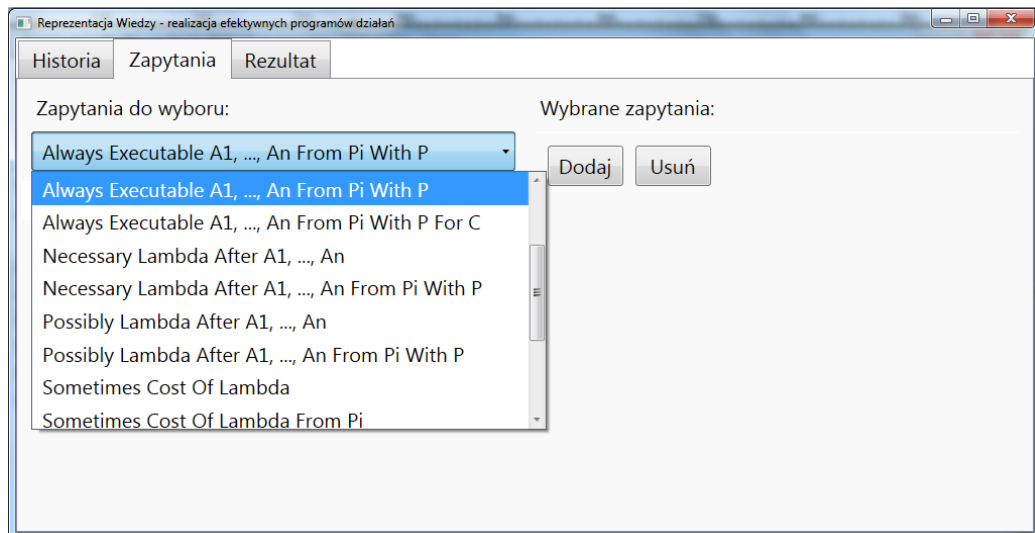 Reprezentacja Wiedzy - realizacja efektywnych programów działań
Historia Zapytania Rezultat
Zapytania do wyboru: Wybrane zapytania:
Always Executable A1, ..., An From Pi With P
Dodaj Usuń
Always Executable A1, ..., An From Pi With P
Always Executable A1, ..., An From Pi With P For C
Necessary Lambda After A1, ..., An
Necessary Lambda After A1, ..., An From Pi With P
Possibly Lambda After A1, ..., An
Possibly Lambda After A1, ..., An From Pi With P
Sometimes Cost Of Lambda
Sometimes Cost Of Lambda From Pi